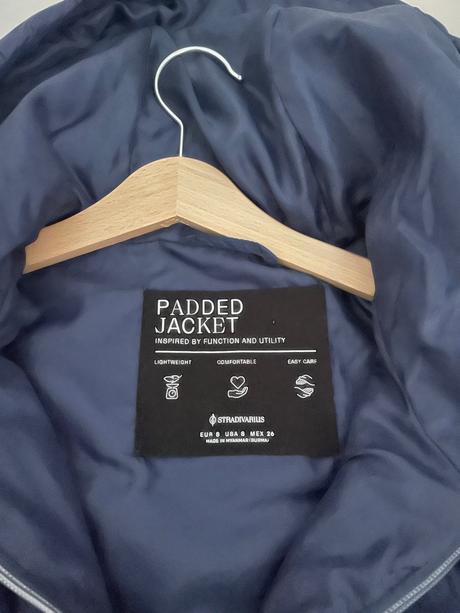 PADDED
JACKET
INSPIRED BY FUNCTION AND UTILITY
LIGHTWEIGHT COMFORTABLE EASY CARE
STRADIVARIUS
EUR S USA S MEX 26
MADE IN MYANMAR (BURMA)